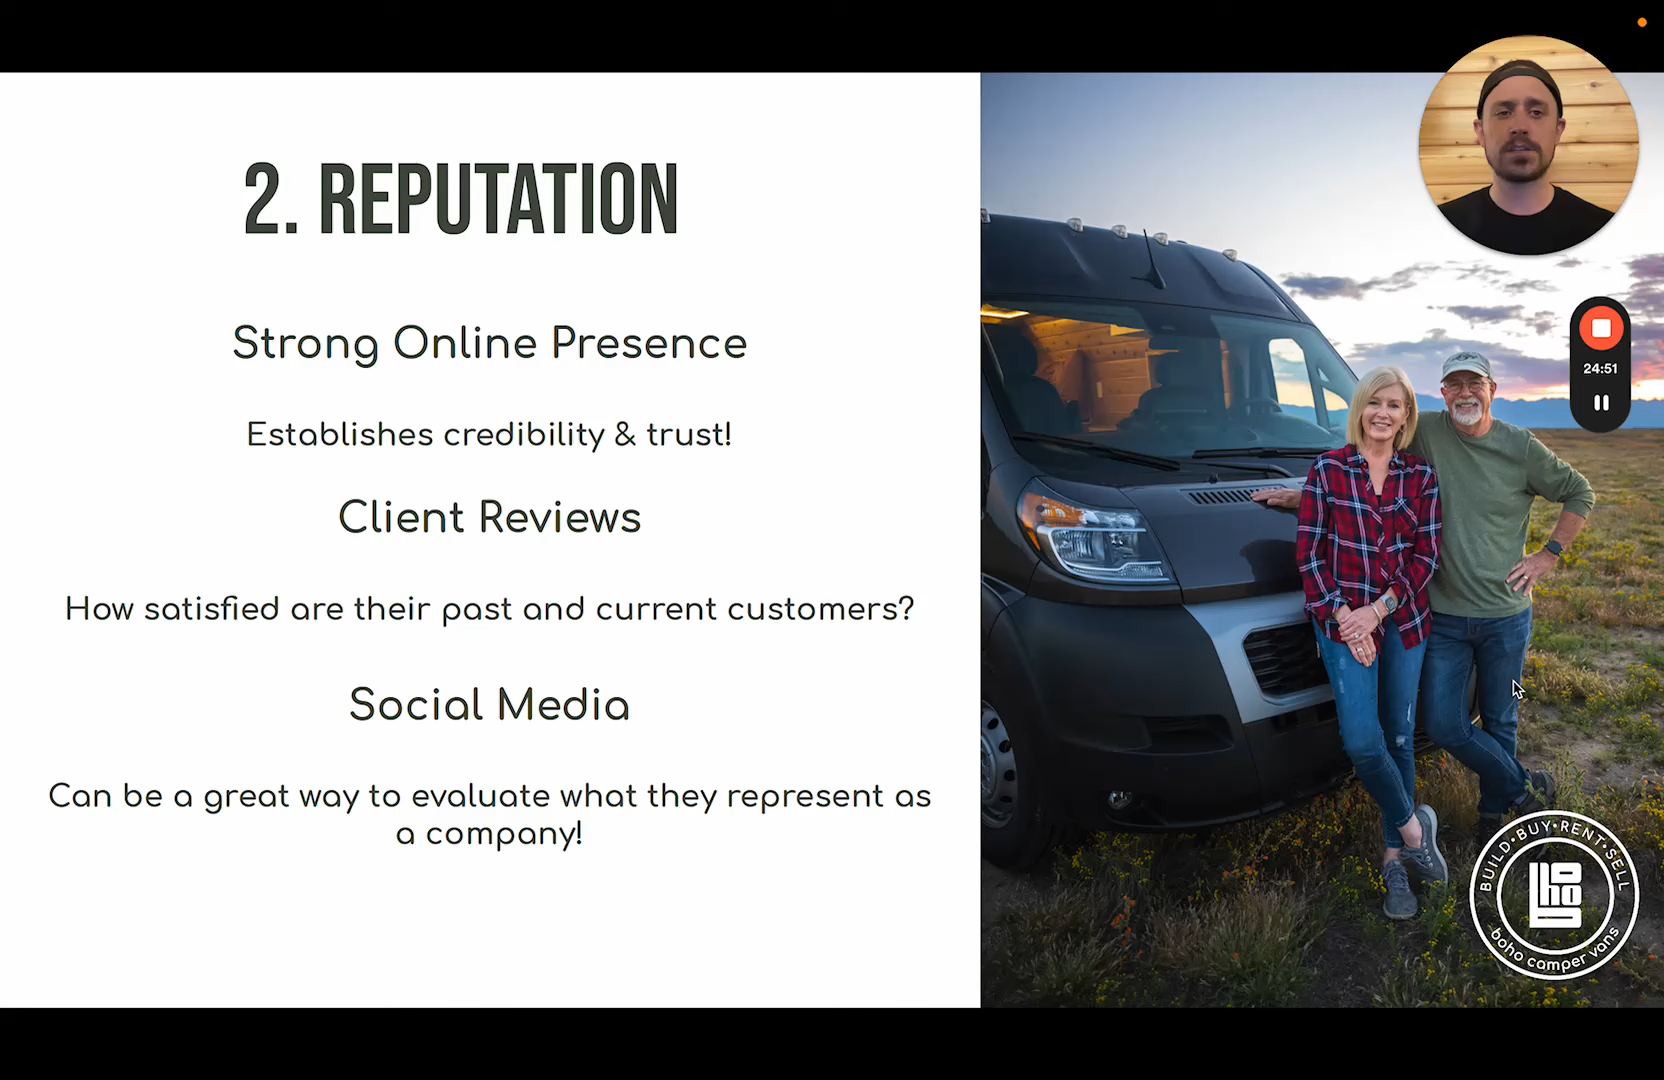 2. REPUTATION
Strong Online Presence
Establishes credibility & trust!
Client Reviews
How satisfied are their past and current customers?
Social Media
Can be a great way to evaluate what they represent as
a company!
24:51
BUILD•BUY•RENT•SELL
boho
boho camper vans